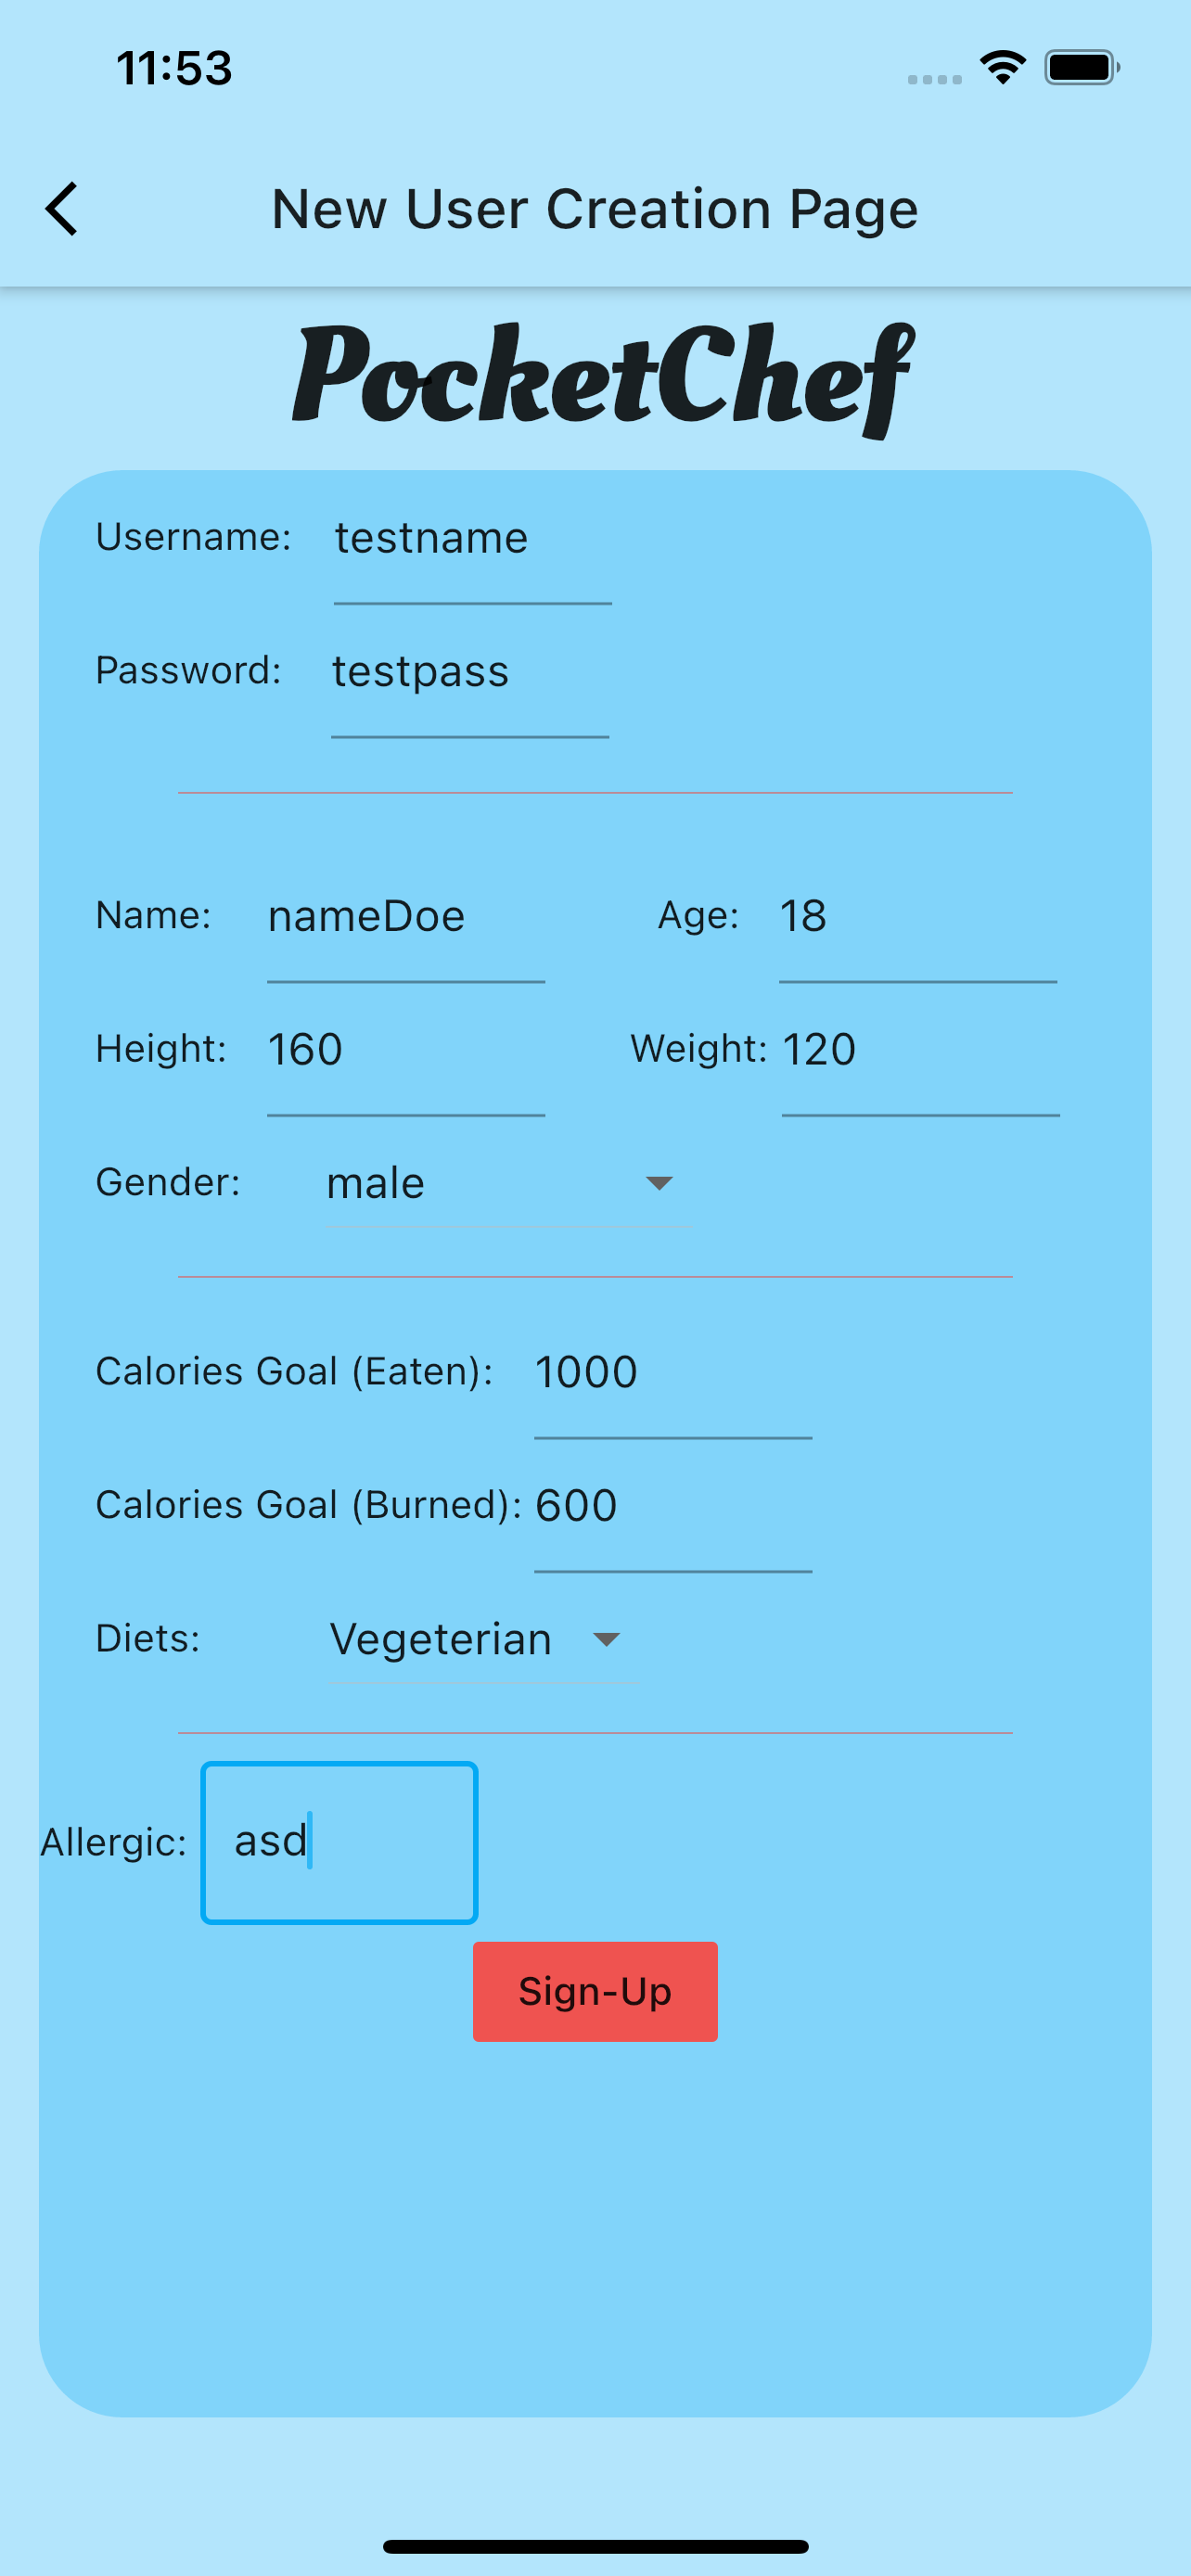 11:53
New User Creation Page
PocketChef
Username: testname
Password: testpass
Name: nameDoe Age: 18
Height: 160 Weight: 120
Gender: male
Calories Goal (Eaten): 1000
Calories Goal (Burned): 600
Diets: Vegeterian
Allergic: asd
Sign-Up